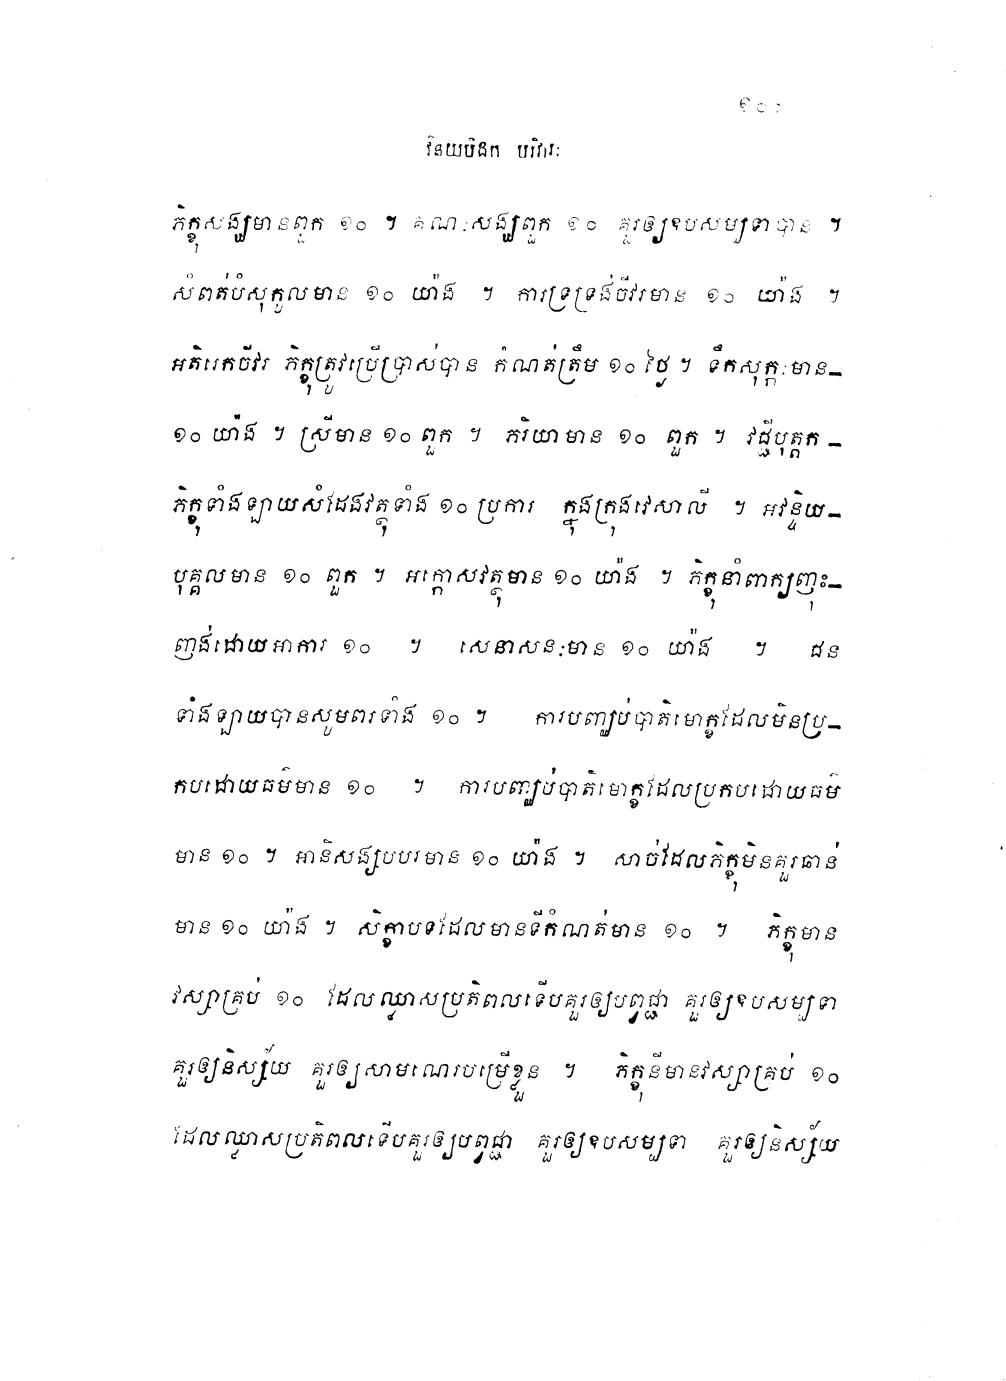 ១០១
វិនយបិដក បរិវារៈ
ភិក្ខុសង្ឃមានពួក ១០ ។ គណៈសង្ឃពួក ១០ គួរឲ្យឧបសម្បទាបាន ។
សំពត់បំសុកូលមាន ១០ យ៉ាង ។ ការទ្រទ្រង់ចីវរមាន ១០ យ៉ាង ។
អតិរេកចីវរ ភិក្ខុត្រូវប្រើប្រាស់បាន កំណត់ត្រឹម ១០ ថ្ងៃ ។ ទឹកសុក្កៈមាន-
១០ យ៉ាង ។ ស្រីមាន ១០ ពួក ។ ភរិយាមាន ១០ ពួក ។ វជ្ជីបុត្តក-
ភិក្ខុទាំងឡាយសំដែងវត្ថុទាំង ១០ ប្រការ ក្នុងក្រុងវេសាលី ។ អវន្ទិយ-
បុគ្គលមាន ១០ ពួក ។ អក្កោសវត្ថុមាន ១០ យ៉ាង ។ ភិក្ខុនាំពាក្យញុះ-
ញង់ដោយអាការ ១០ ។ សេនាសនៈមាន ១០ យ៉ាង ។ ជន
ទាំងឡាយបានសូមពរទាំង ១០ ។ ការបញ្ឈប់បាតិមោក្ខដែលមិនប្រ-
កបដោយធម៌មាន ១០ ។ ការបញ្ឈប់បាតិមោក្ខដែលប្រកបដោយធម៌
មាន ១០ ។ អានិសង្សបបរមាន ១០ យ៉ាង ។ សាច់ដែលភិក្ខុមិនគួរឆាន់
មាន ១០ យ៉ាង ។ សិក្ខាបទដែលមានទីកំណត់មាន ១០ ។ ភិក្ខុមាន
វស្សាគ្រប់ ១០ ដែលឈ្លាសប្រតិពលទើបគួរឲ្យបព្វជ្ជា គួរឲ្យឧបសម្បទា
គួរឲ្យនិស្ស័យ គួរឲ្យសាមណេរបម្រើខ្លួន ។ ភិក្ខុនីមានវស្សាគ្រប់ ១០
ដែលឈ្លាសប្រតិពលទើបគួរឲ្យបព្វជ្ជា គួរឲ្យឧបសម្បទា គួរឲ្យនិស្ស័យ